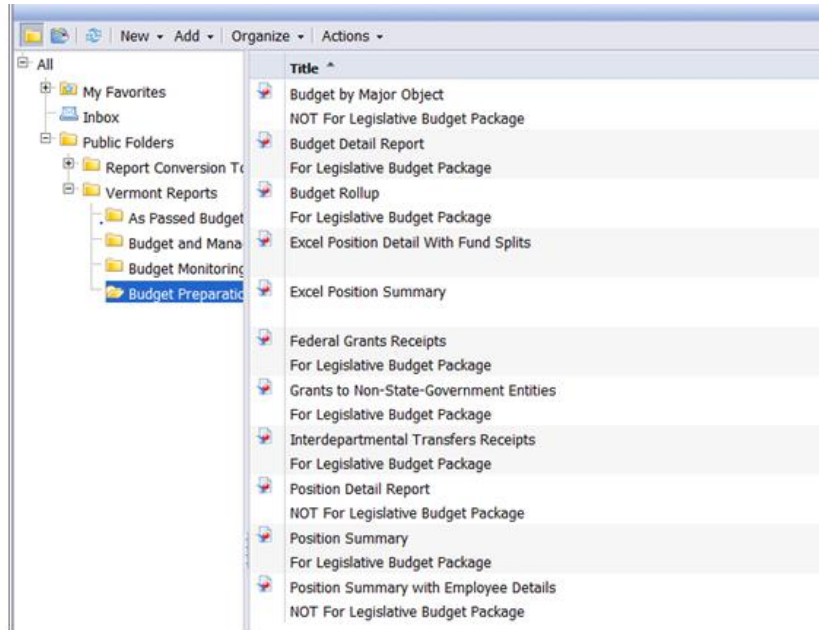 New Add Organize Actions
All
My Favorites
Inbox
Public Folders
Report Conversion To
Vermont Reports
As Passed Budget
Budget and Mana
Budget Monitoring
Budget Preparatio
Title
Budget by Major Object
NOT For Legislative Budget Package
Budget Detail Report
For Legislative Budget Package
Budget Rollup
For Legislative Budget Package
Excel Position Detail With Fund Splits
Excel Position Summary
Federal Grants Receipts
For Legislative Budget Package
Grants to Non-State-Government Entities
For Legislative Budget Package
Interdepartmental Transfers Receipts
For Legislative Budget Package
Position Detail Report
NOT For Legislative Budget Package
Position Summary
For Legislative Budget Package
Position Summary with Employee Details
NOT For Legislative Budget Package